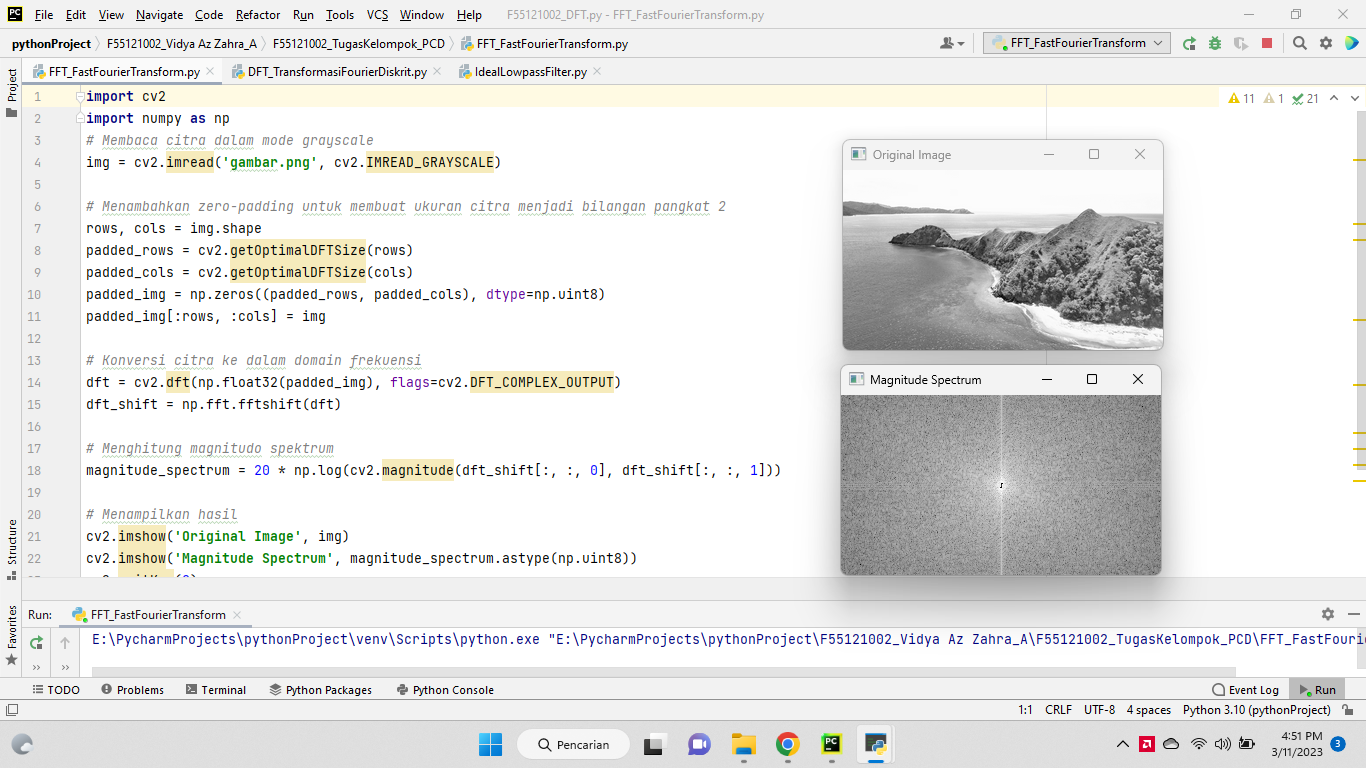 PC File Edit View Navigate Code Refactor Run Tools VCS Window Help F55121002_DFT.py - FFT_FastFourierTransform.py
pythonProject F55121002_Vidya Az Zahra_A F55121002_TugasKelompok_PCD FFT_FastFourierTransform.py FFT_FastFourierTransform
FFT_FastFourierTransform.py DFT_TransformasiFourierDiskrit.py IdealLowpassFilter.py
Project
11 1 21
1 import cv2
2 import numpy as np
3 # Membaca citra dalam mode grayscale
4 img = cv2.imread('gambar.png', cv2.IMREAD_GRAYSCALE)
5
6 # Menambahkan zero-padding untuk membuat ukuran citra menjadi bilangan pangkat 2
7 rows, cols = img.shape
8 padded_rows = cv2.getOptimalDFTSize(rows)
9 padded_cols = cv2.getOptimalDFTSize(cols)
10 padded_img = np.zeros((padded_rows, padded_cols), dtype=np.uint8)
11 padded_img[:rows, :cols] = img
12
13 # Konversi citra ke dalam domain frekuensi
14 dft = cv2.dft(np.float32(padded_img), flags=cv2.DFT_COMPLEX_OUTPUT)
15 dft_shift = np.fft.fftshift(dft)
16
17 # Menghitung magnitudo spektrum
18 magnitude_spectrum = 20 * np.log(cv2.magnitude(dft_shift[:, :, 0], dft_shift[:, :, 1]))
19
20 # Menampilkan hasil
21 cv2.imshow('Original Image', img)
22 cv2.imshow('Magnitude Spectrum', magnitude_spectrum.astype(np.uint8))
Original Image
Magnitude Spectrum
Structure
Favorites
Run: FFT_FastFourierTransform
E:\PycharmProjects\pythonProject\venv\Scripts\python.exe "E:\PycharmProjects\pythonProject\F55121002_Vidya Az Zahra_A\F55121002_TugasKelompok_PCD\FFT_FastFourie
TODO Problems Terminal Python Packages Python Console Event Log Run
1:1 CRLF UTF-8 4 spaces Python 3.10 (pythonProject)
Pencarian PC 4:51 PM
3/11/2023 3